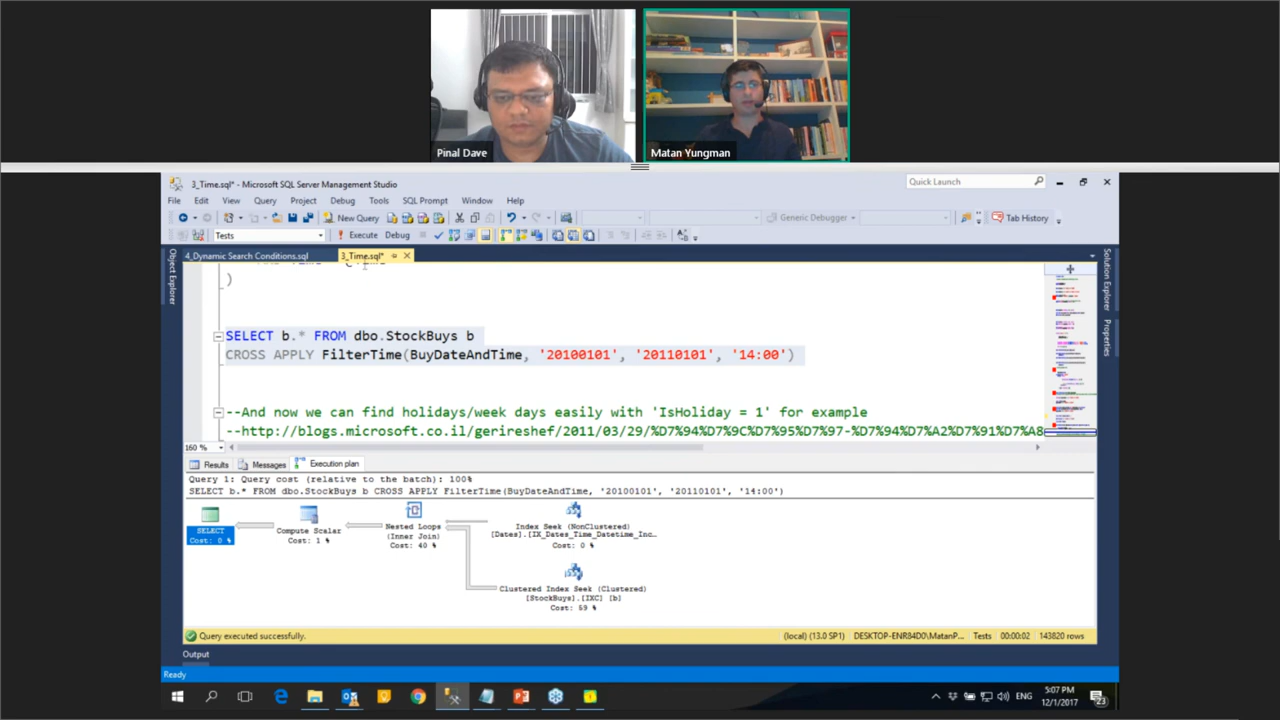 Pinal Dave
Matan Yungman
3_Time.sql* - Microsoft SQL Server Management Studio
Quick Launch
File Edit View Query Project Debug Tools SQL Prompt Window Help
New Query
Generic Debugger
Tab History
Tests
Execute Debug
4_Dynamic Search Conditions.sql
3_Time.sql*
Object Explorer
Solution Explorer
Properties
)
SELECT b.* FROM dbo.StockBuys b
CROSS APPLY FilterTime(BuyDateAndTime, '20100101', '20110101', '14:00')
--And now we can find holidays/week days easily with 'IsHoliday = 1' for example
--http://blogs.microsoft.co.il/gerireshef/2011/03/29/%D7%94%D7%9C%D7%95%D7%97-%D7%94%D7%A2%D7%91%D7%A8
160 %
Results Messages Execution plan
Query 1: Query cost (relative to the batch): 100%
SELECT b.* FROM dbo.StockBuys b CROSS APPLY FilterTime(BuyDateAndTime, '20100101', '20110101', '14:00')
SELECT
Cost: 0 %
Compute Scalar
Cost: 1 %
Nested Loops
(Inner Join)
Cost: 40 %
Index Seek (NonClustered)
[Dates].[IX_Dates_Time_Datetime_Inc…
Cost: 0 %
Clustered Index Seek (Clustered)
[StockBuys].[IXC] [b]
Cost: 59 %
Query executed successfully.
(local) (13.0 SP1) DESKTOP-ENR84D0\MatanP... Tests 00:00:02 143820 rows
Output
Ready
ENG
5:07 PM
12/1/2017
23